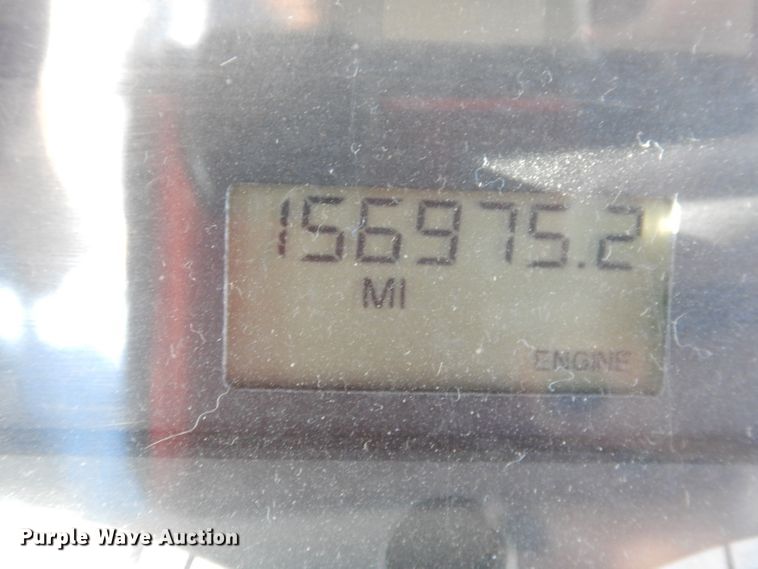 156975.2
MI
ENGINE
Purple Wave Auction